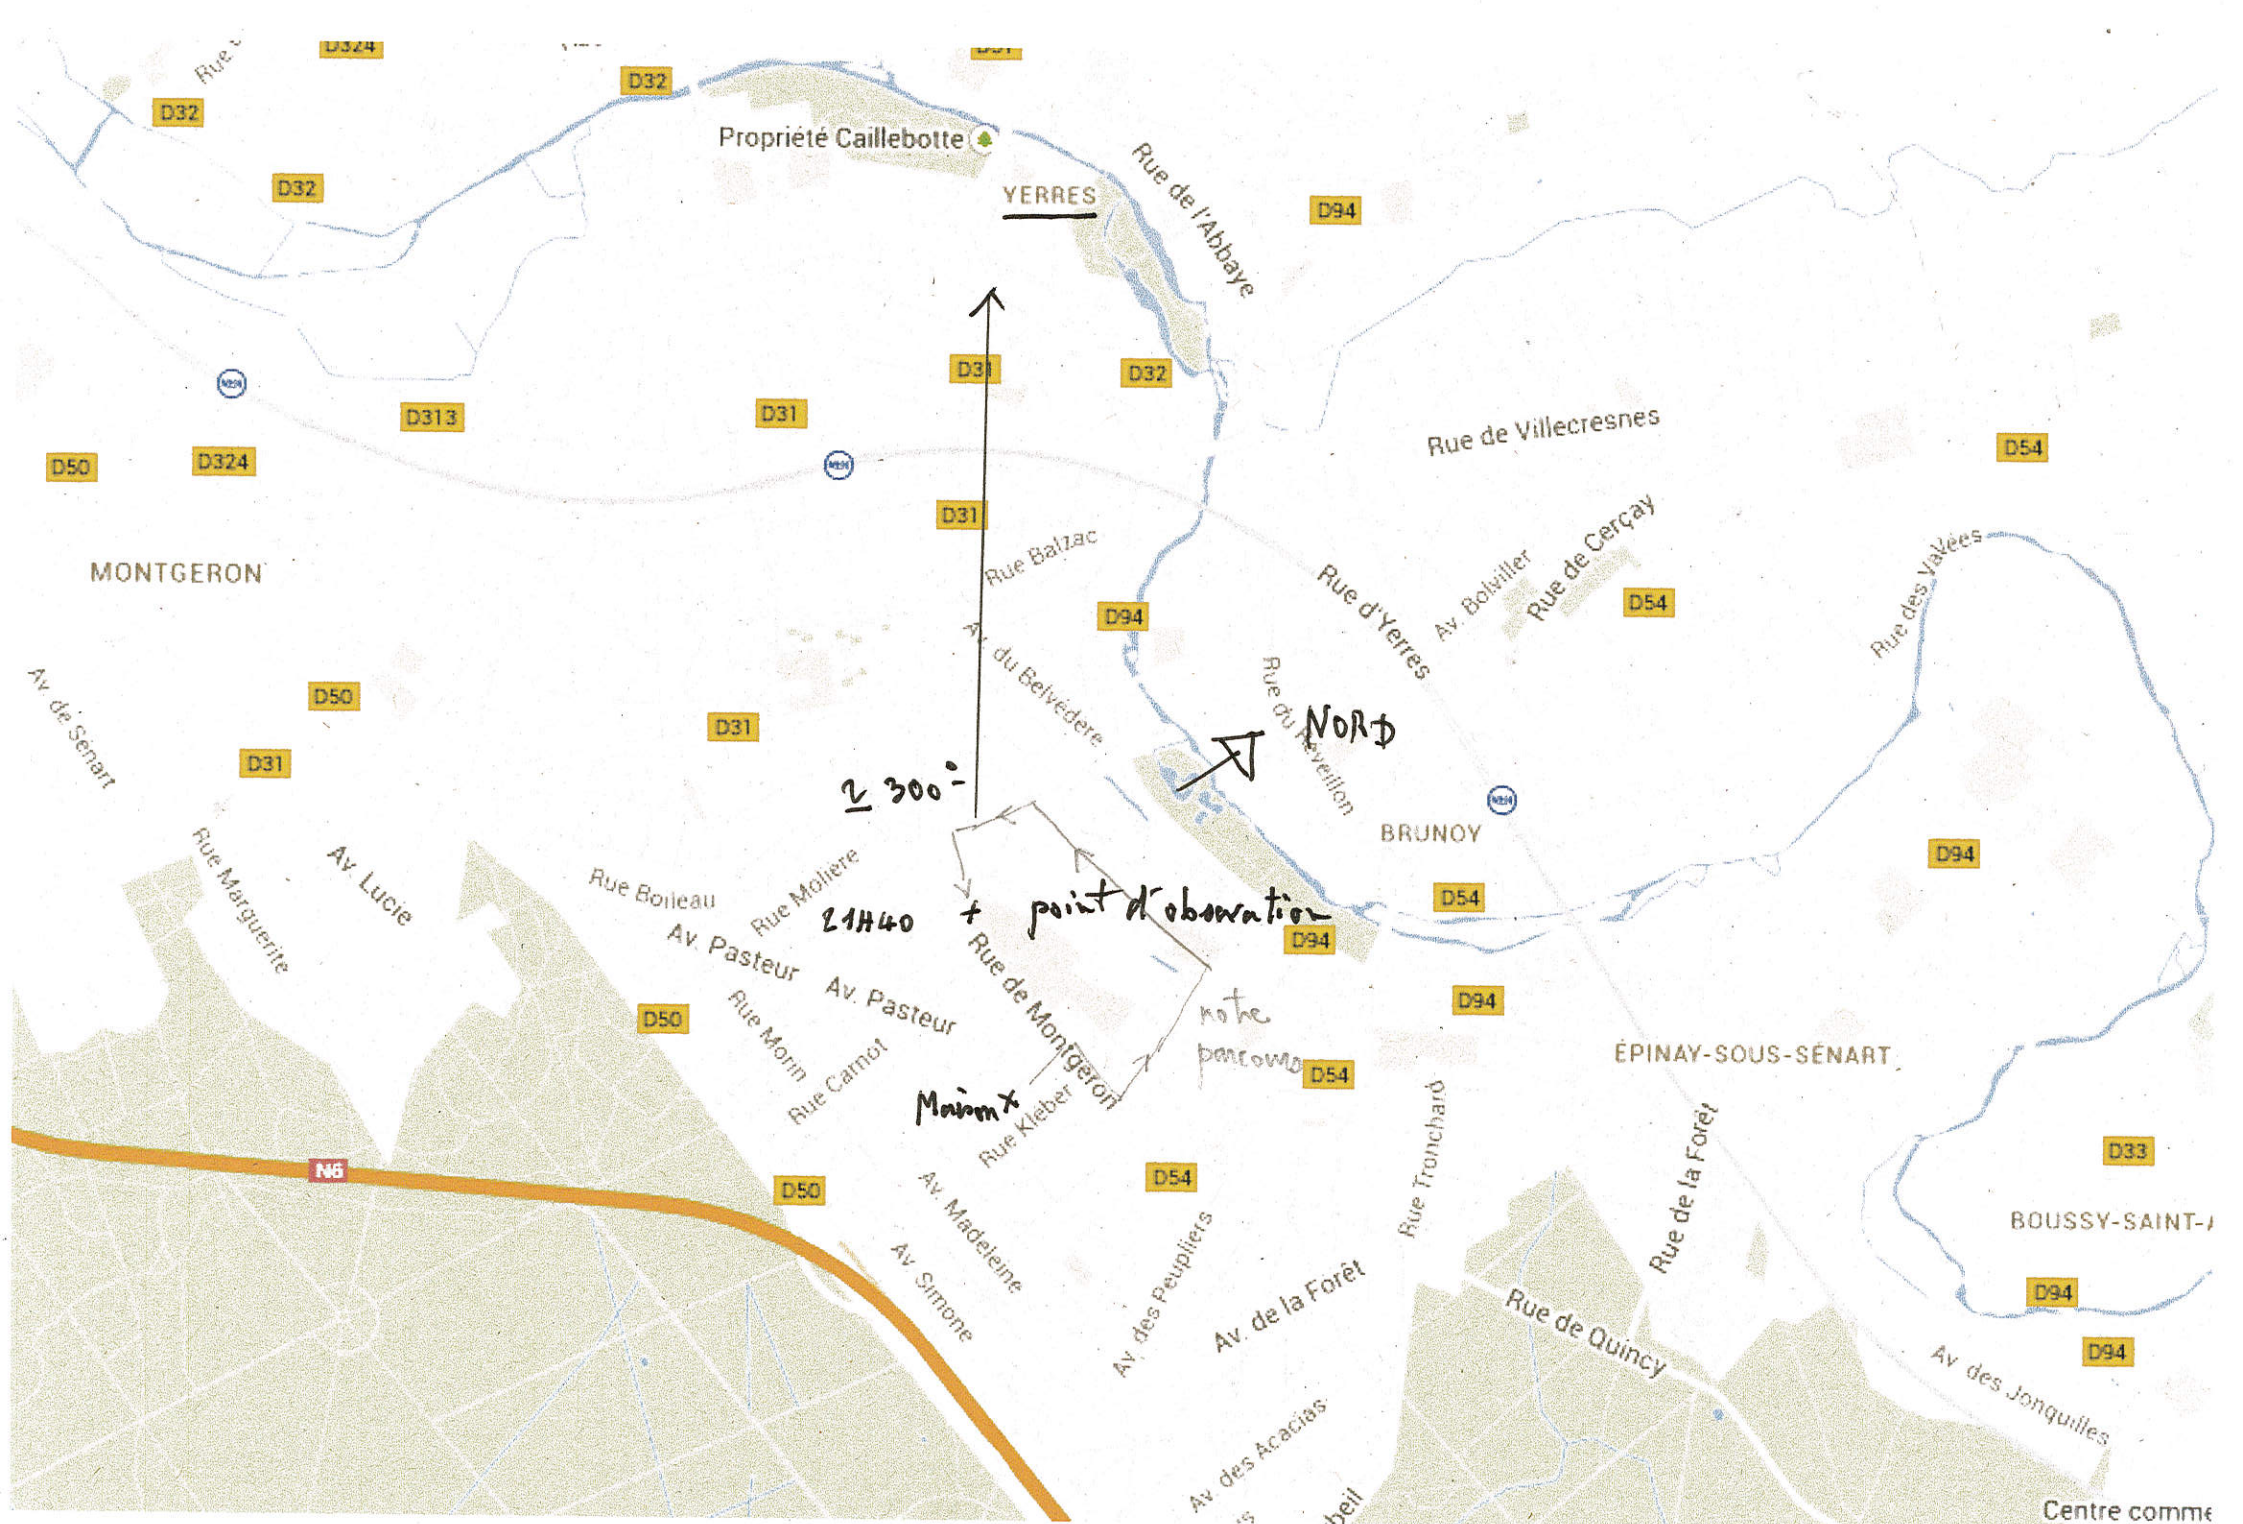 Rue
D324
D31
D32
D32
Propriété Caillebotte
Rue de l'Abbaye
D32
YERRES
D94
D31
D32
D313
D31
Rue de Villecresnes
D50
D324
D54
D31
Rue Balzac
Rue de Cerçay
Av. Bolviller
MONTGERON
Rue d'Yerres
Rue des Vallées
D94
D54
Av. du Belvédère
Av. de Sénart
D50
Rue du Réveillon
NORD
D31
D31
~ 300°
BRUNOY
D94
Rue Marguerite
Av. Lucie
Rue Boileau
Rue Molière
21H40 + point d'observation
D54
D94
Av. Pasteur
Av. Pasteur
Rue de Montgeron
D50
Rue Morin
Rue Carnot
notre
parcours
D94
D54
ÉPINAY-SOUS-SÉNART
Maison x
Rue Kléber
Rue Tronchard
Rue de la Forêt
D33
N6
D50
Av. Madeleine
D54
BOUSSY-SAINT-A
Av. Simone
Av. des Peupliers
Av. de la Forêt
Rue de Quincy
D94
D94
Av. des Jonquilles
Av. des Acacias
beil
Centre comme